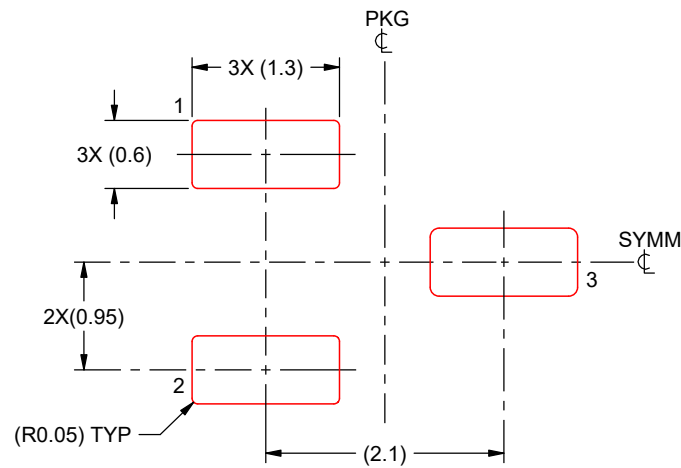 PKG
℄
3X (1.3)
1
3X (0.6)
SYMM
℄
3
2X(0.95)
2
(R0.05) TYP
(2.1)